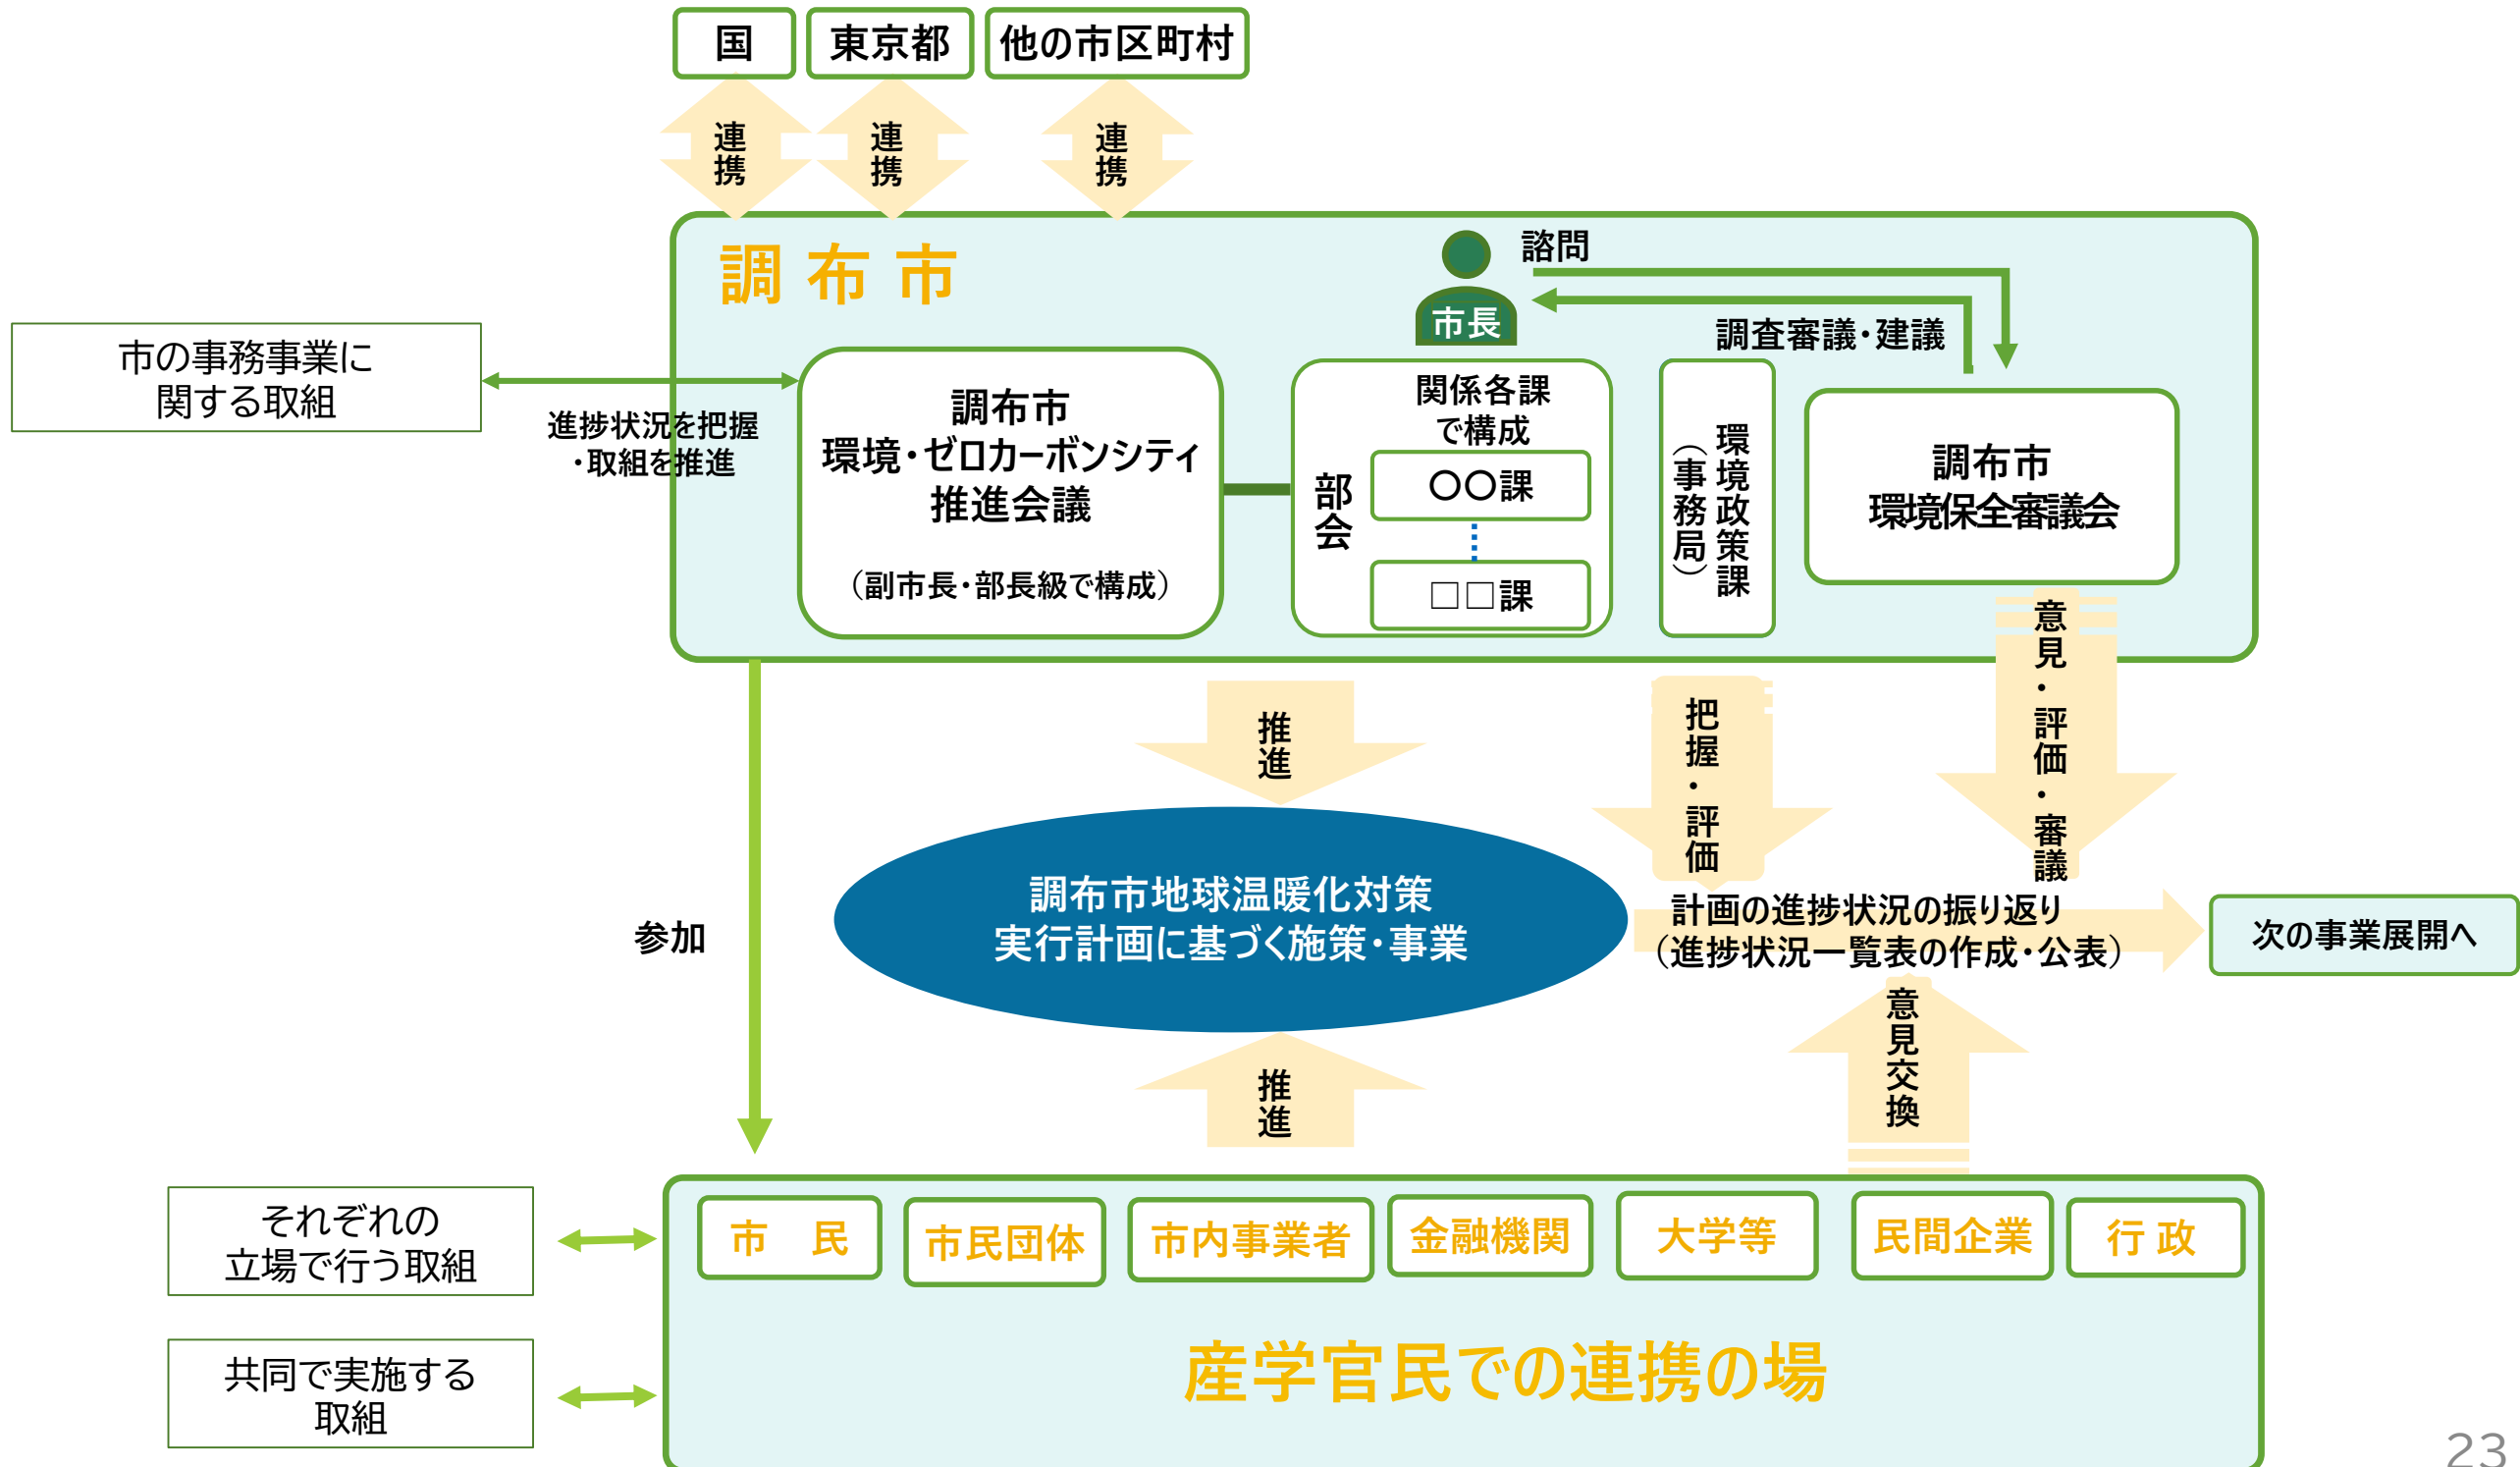 国
東京都
他の市区町村
連携
連携
連携
調布市
市長
諮問
調査審議・建議
市の事務事業に
関する取組
進捗状況を把握
・取組を推進
調布市
環境・ゼロカーボンシティ
推進会議
（副市長・部長級で構成）
部会
関係各課
で構成
〇〇課
□□課
環境政策課
（事務局）
調布市
環境保全審議会
推進
把握・評価
意見・評価・審議
参加
調布市地球温暖化対策
実行計画に基づく施策・事業
計画の進捗状況の振り返り
（進捗状況一覧表の作成・公表）
次の事業展開へ
推進
意見交換
それぞれの
立場で行う取組
共同で実施する
取組
市　民
市民団体
市内事業者
金融機関
大学等
民間企業
行 政
産学官民での連携の場
23